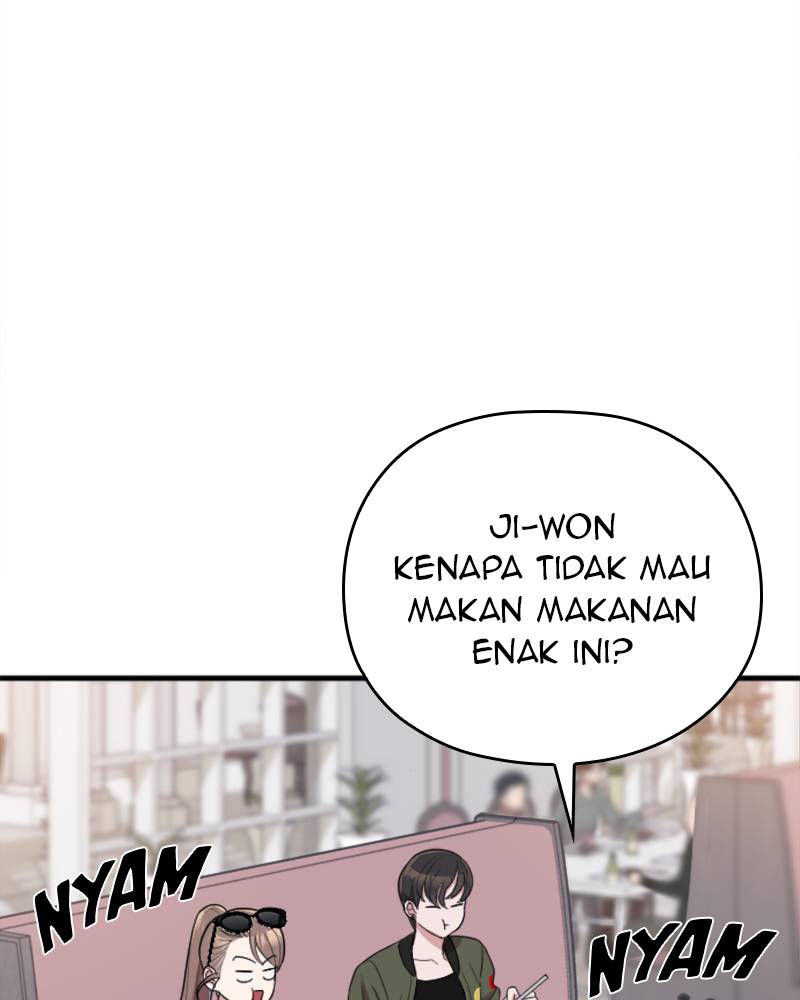 JI-WON
KENAPA TIDAK MAU
MAKAN MAKANAN
ENAK INI?
NYAM
NYAM